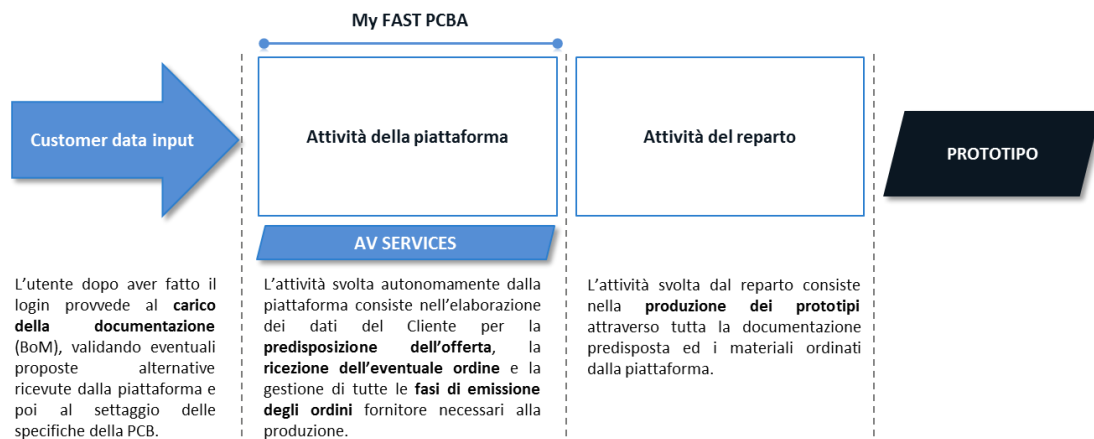 My FAST PCBA
Customer data input
Attività della piattaforma
Attività del reparto
PROTOTIPO
AV SERVICES
L'utente dopo aver fatto il
login provvede al carico
della documentazione
(BoM), validando eventuali
proposte alternative
ricevute dalla piattaforma e
poi al settaggio delle
specifiche della PCB.
L'attività svolta autonomamente dalla
piattaforma consiste nell'elaborazione
dei dati del Cliente per la
predisposizione dell'offerta, la
ricezione dell'eventuale ordine e la
gestione di tutte le fasi di emissione
degli ordini fornitore necessari alla
produzione.
L'attività svolta dal reparto consiste
nella produzione dei prototipi
attraverso tutta la documentazione
predisposta ed i materiali ordinati
dalla piattaforma.